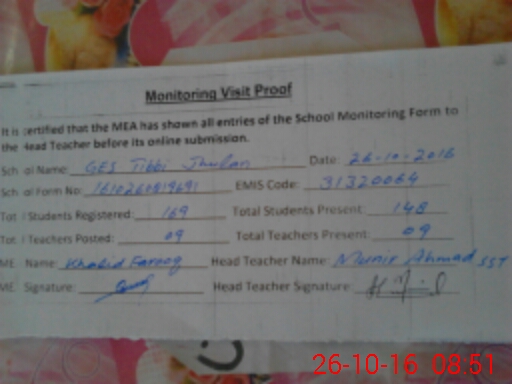 Monitoring Visit Proof
It is certified that the MEA has shown all entries of the School Monitoring Form to
the Head Teacher before its online submission.
School Name: GES Tibbi Jhulan Date: 26-10-2016
School Form No: EMIS Code: 31320064
Total Students Registered: 169 Total Students Present: 148
Total Teachers Posted: 09 Total Teachers Present: 09
ME Name: Khalid Farooq Head Teacher Name: Munir Ahmad SST
ME Signature: Head Teacher Signature:
26-10-16 08:51